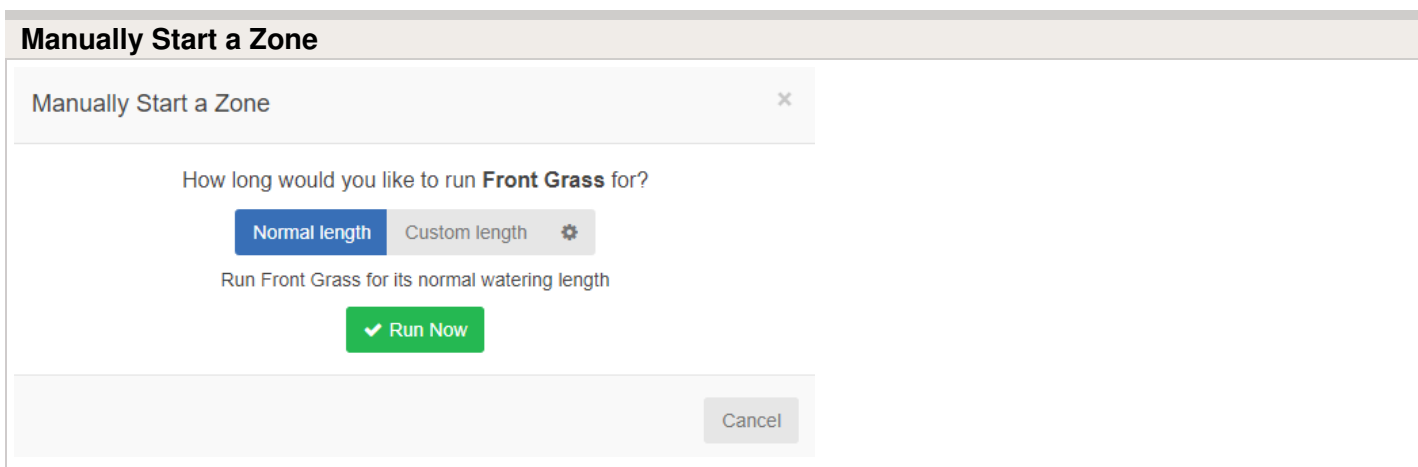 Manually Start a Zone
Manually Start a Zone ×
How long would you like to run Front Grass for?
Normal length Custom length
Run Front Grass for its normal watering length
Run Now
Cancel